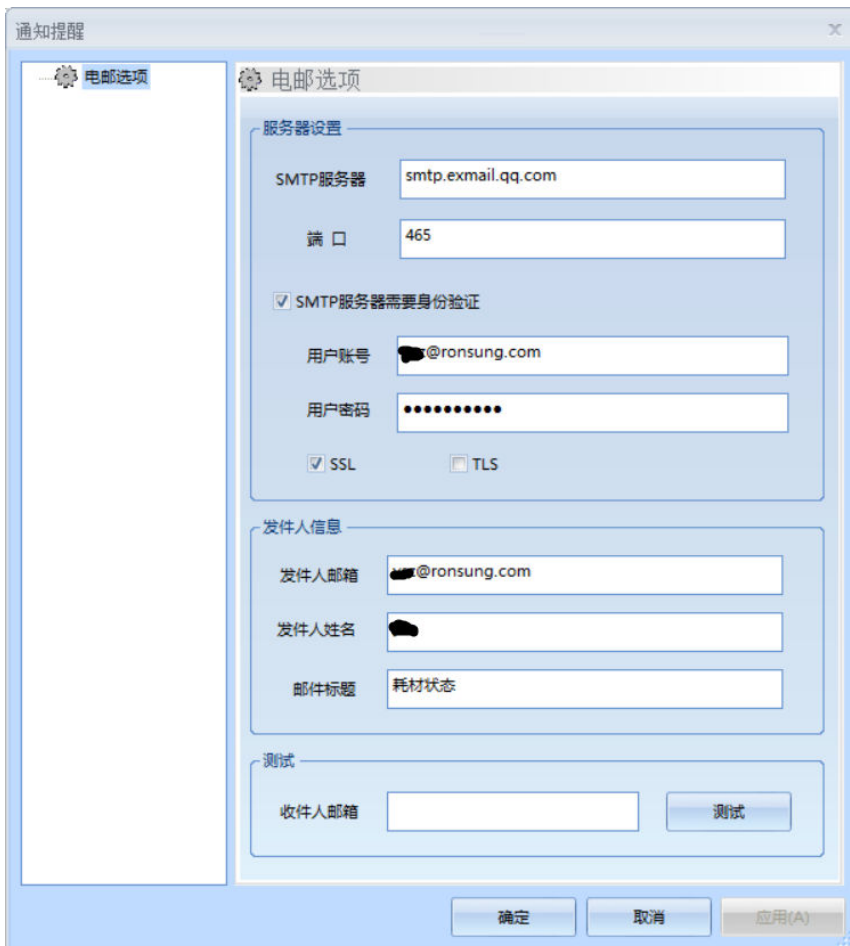 通知提醒
电邮选项
电邮选项
服务器设置
SMTP服务器
smtp.exmail.qq.com
端 口
465
SMTP服务器需要身份验证
用户账号
@ronsung.com
用户密码
••••••••••
SSL
TLS
发件人信息
发件人邮箱
@ronsung.com
发件人姓名
邮件标题
耗材状态
测试
收件人邮箱
测试
确定
取消
应用(A)